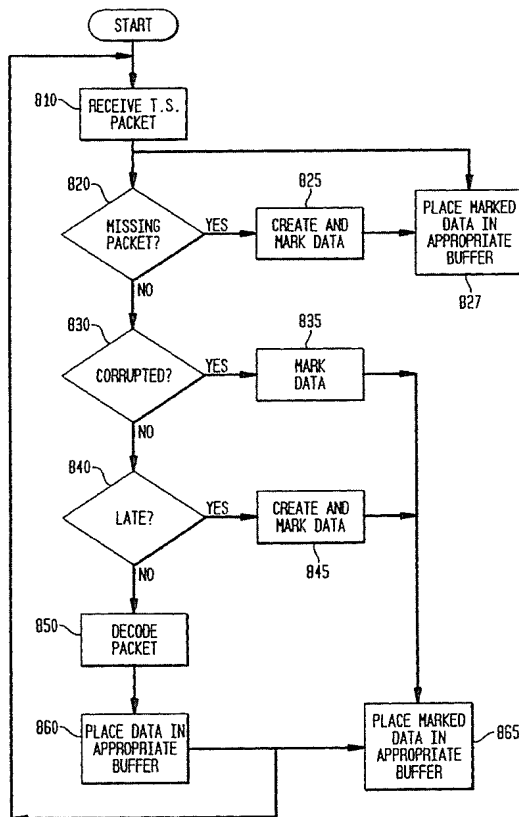 START
810
RECEIVE T.S.
PACKET
820
MISSING
PACKET?
YES
825
CREATE AND
MARK DATA
PLACE MARKED
DATA IN
APPROPRIATE
BUFFER
827
NO
830
CORRUPTED?
YES
835
MARK
DATA
NO
840
LATE?
YES
CREATE AND
MARK DATA
845
NO
850
DECODE
PACKET
860
PLACE DATA IN
APPROPRIATE
BUFFER
PLACE MARKED
DATA IN
APPROPRIATE
BUFFER
865